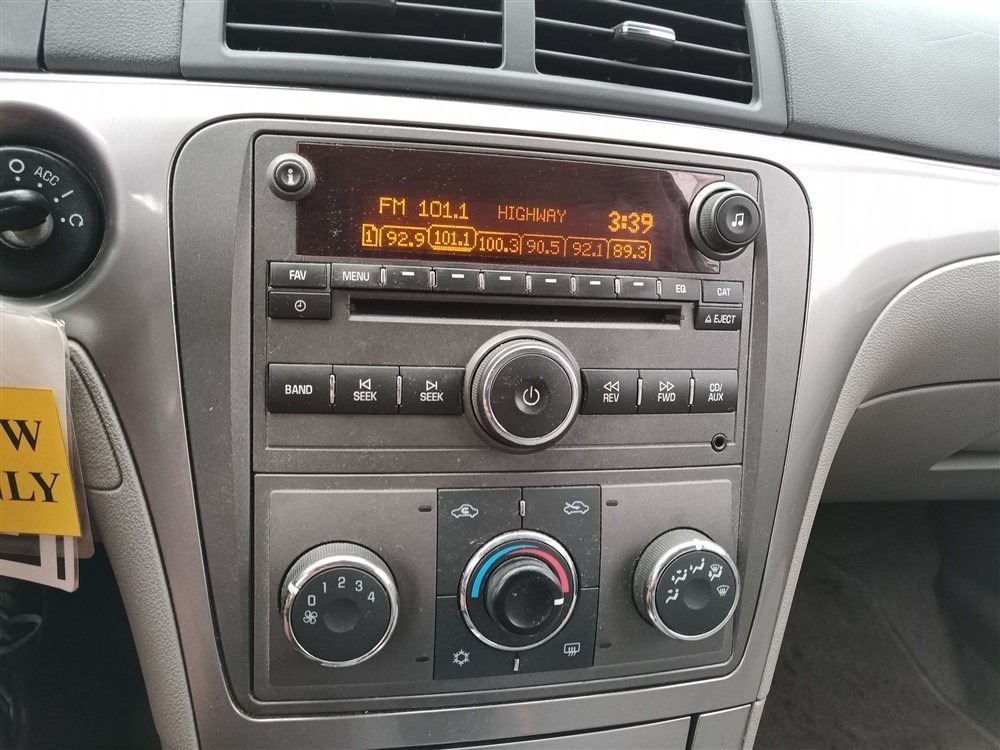 ACC
FM 101.1 HIGHWAY 3:39
1 92.9 101.1 100.3 90.5 92.1 89.3
FAV MENU EQ CAT
EJECT
BAND SEEK SEEK REV FWD CD/AUX
W
NLY
0 1 2 3 4